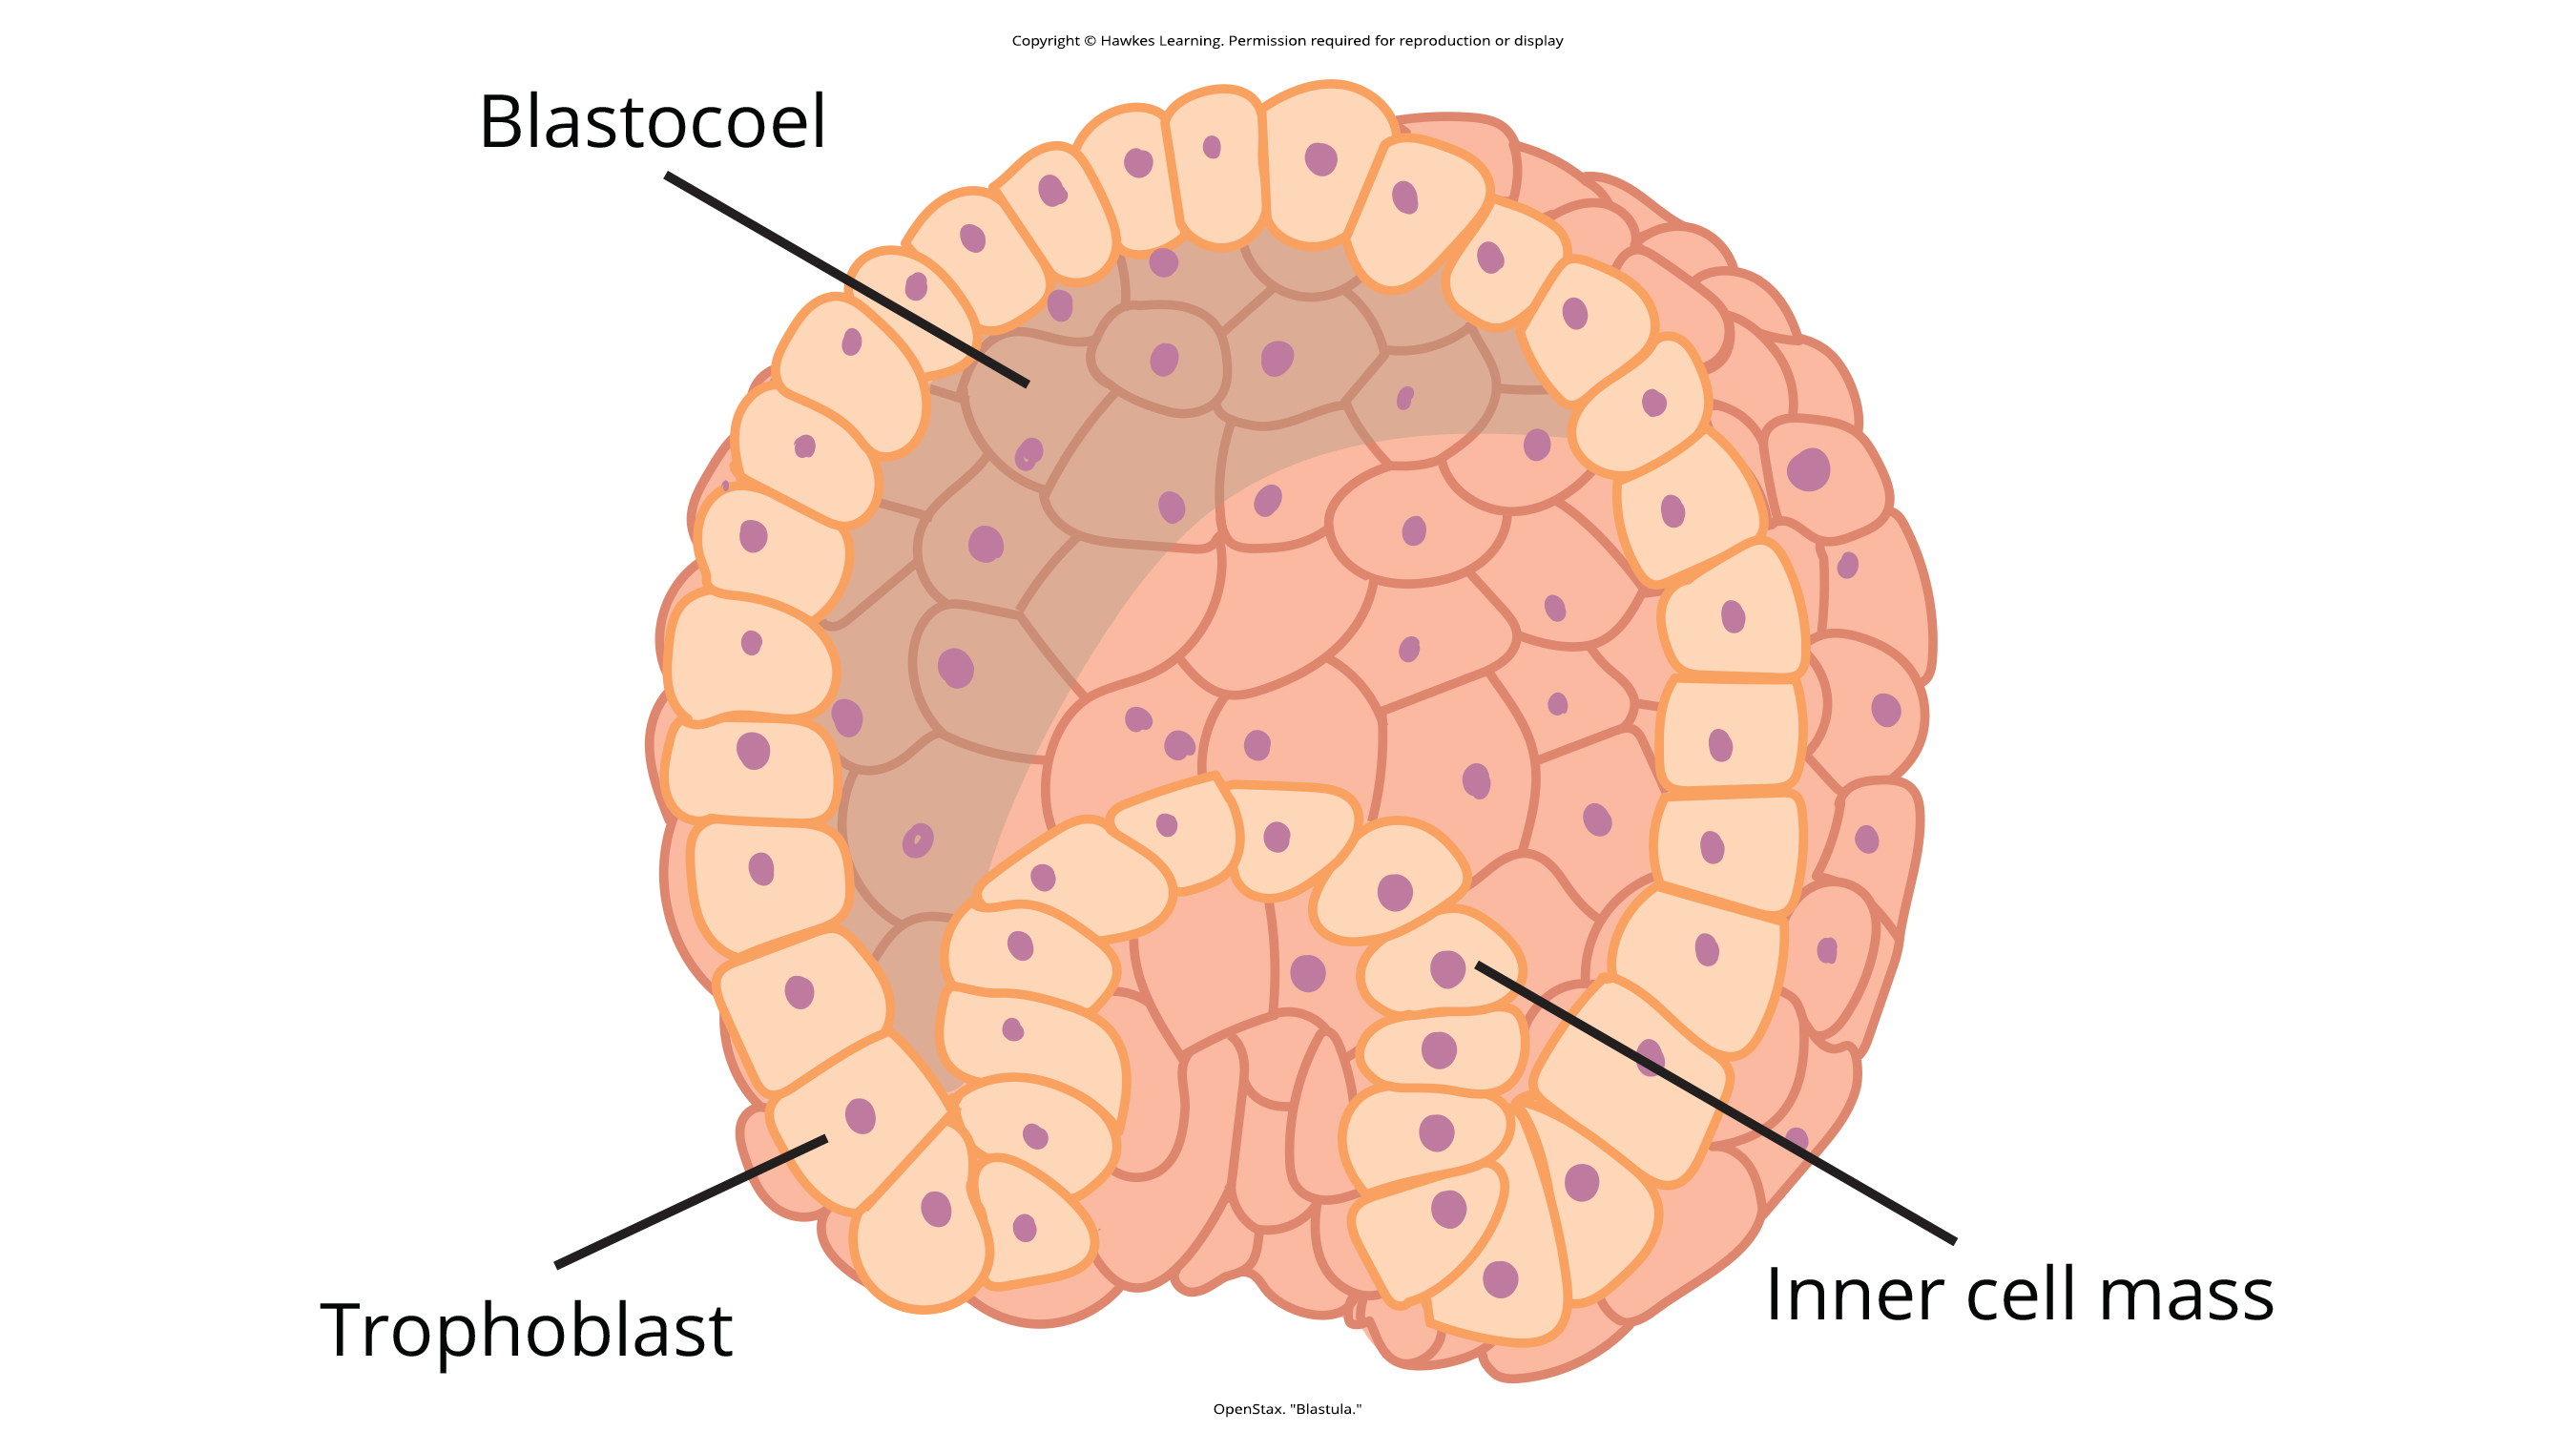 Copyright © Hawkes Learning. Permission required for reproduction or display
Blastocoel
Inner cell mass
Trophoblast
OpenStax. "Blastula."